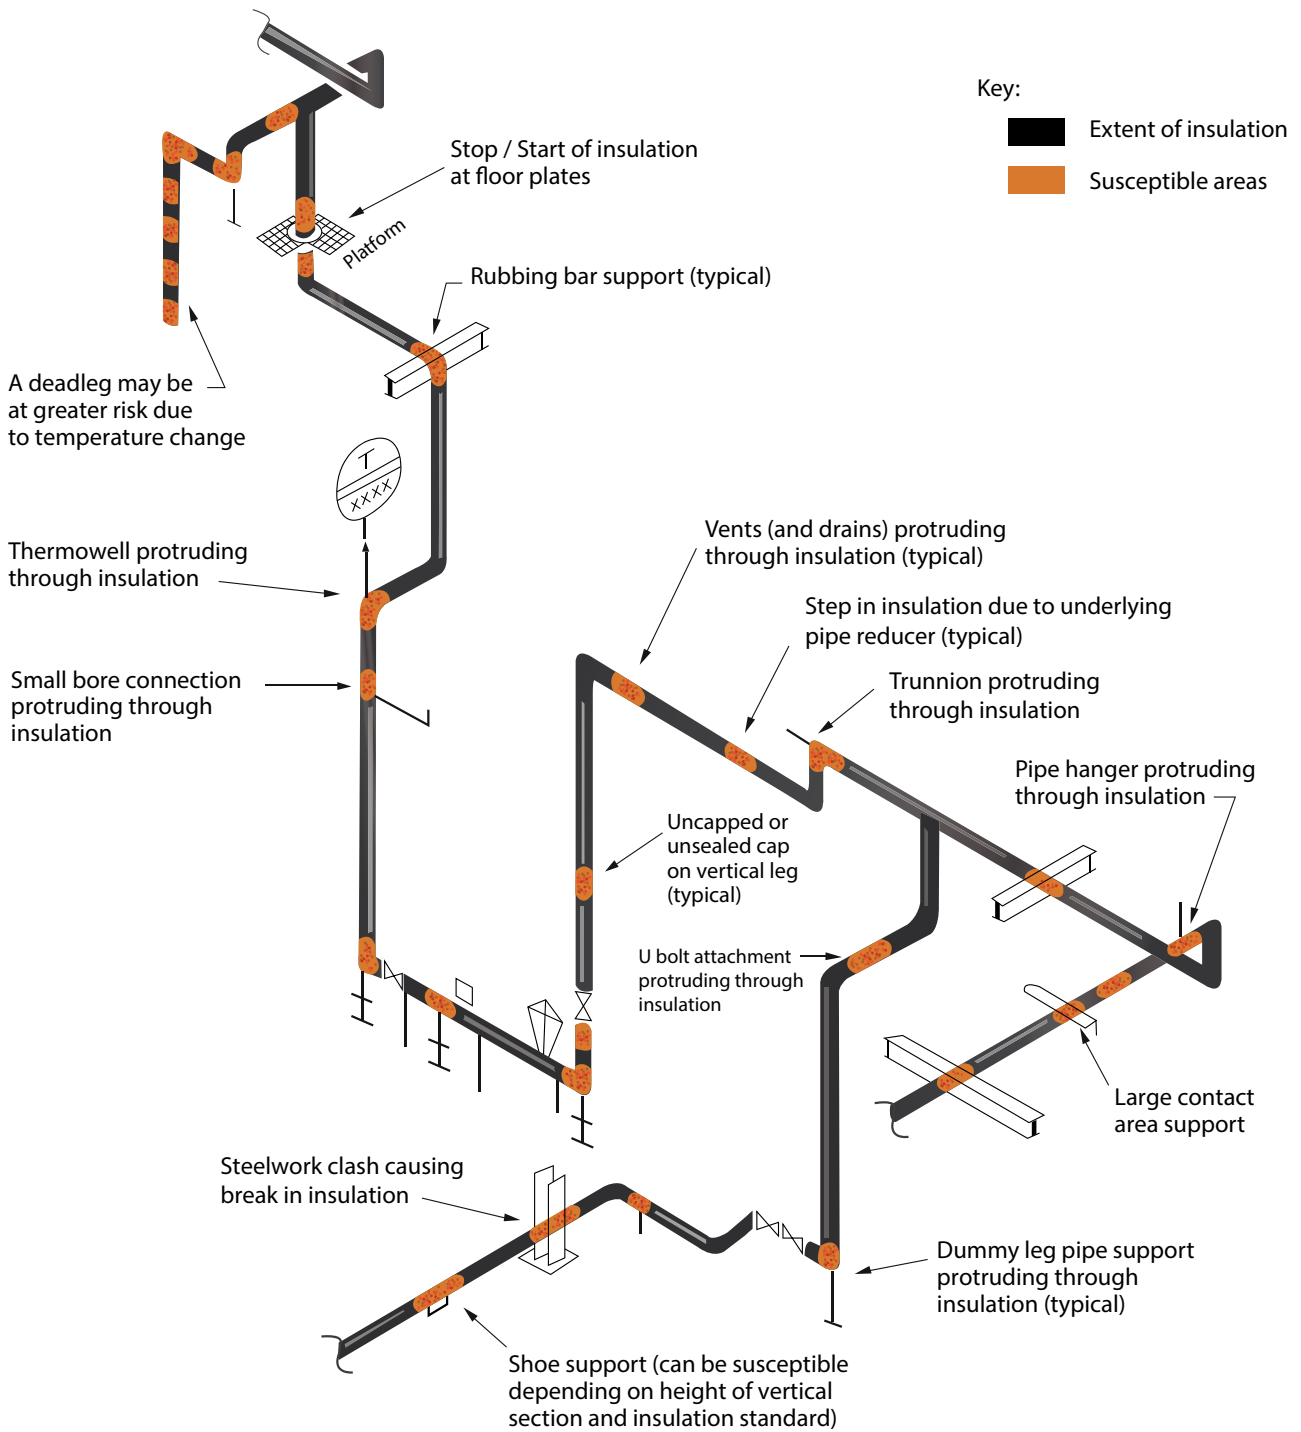 Key:
Extent of insulation
Susceptible areas
Stop / Start of insulation
at floor plates
Platform
Rubbing bar support (typical)
A deadleg may be
at greater risk due
to temperature change
T
XXXX
Thermowell protruding
through insulation
Small bore connection
protruding through
insulation
Vents (and drains) protruding
through insulation (typical)
Step in insulation due to underlying
pipe reducer (typical)
Trunnion protruding
through insulation
Pipe hanger protruding
through insulation
Uncapped or
unsealed cap
on vertical leg
(typical)
U bolt attachment
protruding through
insulation
Large contact
area support
Steelwork clash causing
break in insulation
Dummy leg pipe support
protruding through
insulation (typical)
Shoe support (can be susceptible
depending on height of vertical
section and insulation standard)